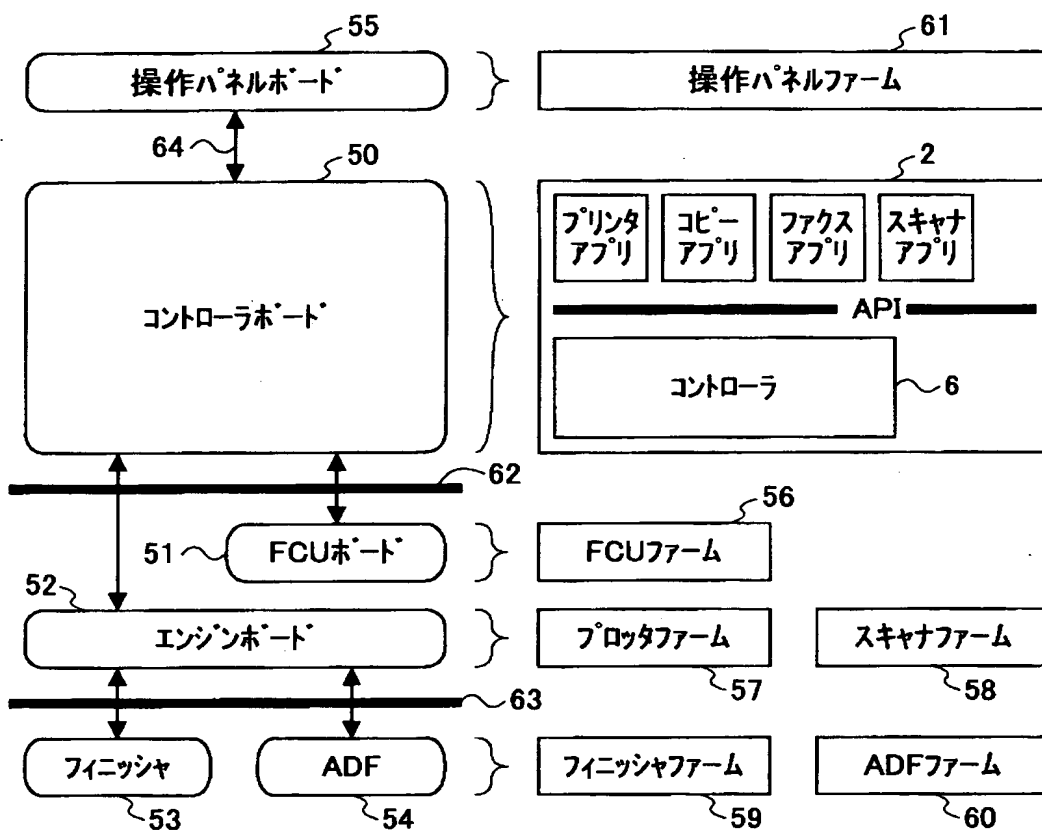 55
61
操作パネルボード
操作パネルファーム
64
50
2
プリンタ
アプリ
コピー
アプリ
ファクス
アプリ
スキャナ
アプリ
コントローラボード
API
コントローラ
6
62
56
51
FCUボード
FCUファーム
52
エンジンボード
プロッタファーム
スキャナファーム
57
58
63
フィニッシャ
ADF
フィニッシャファーム
ADFファーム
53
54
59
60